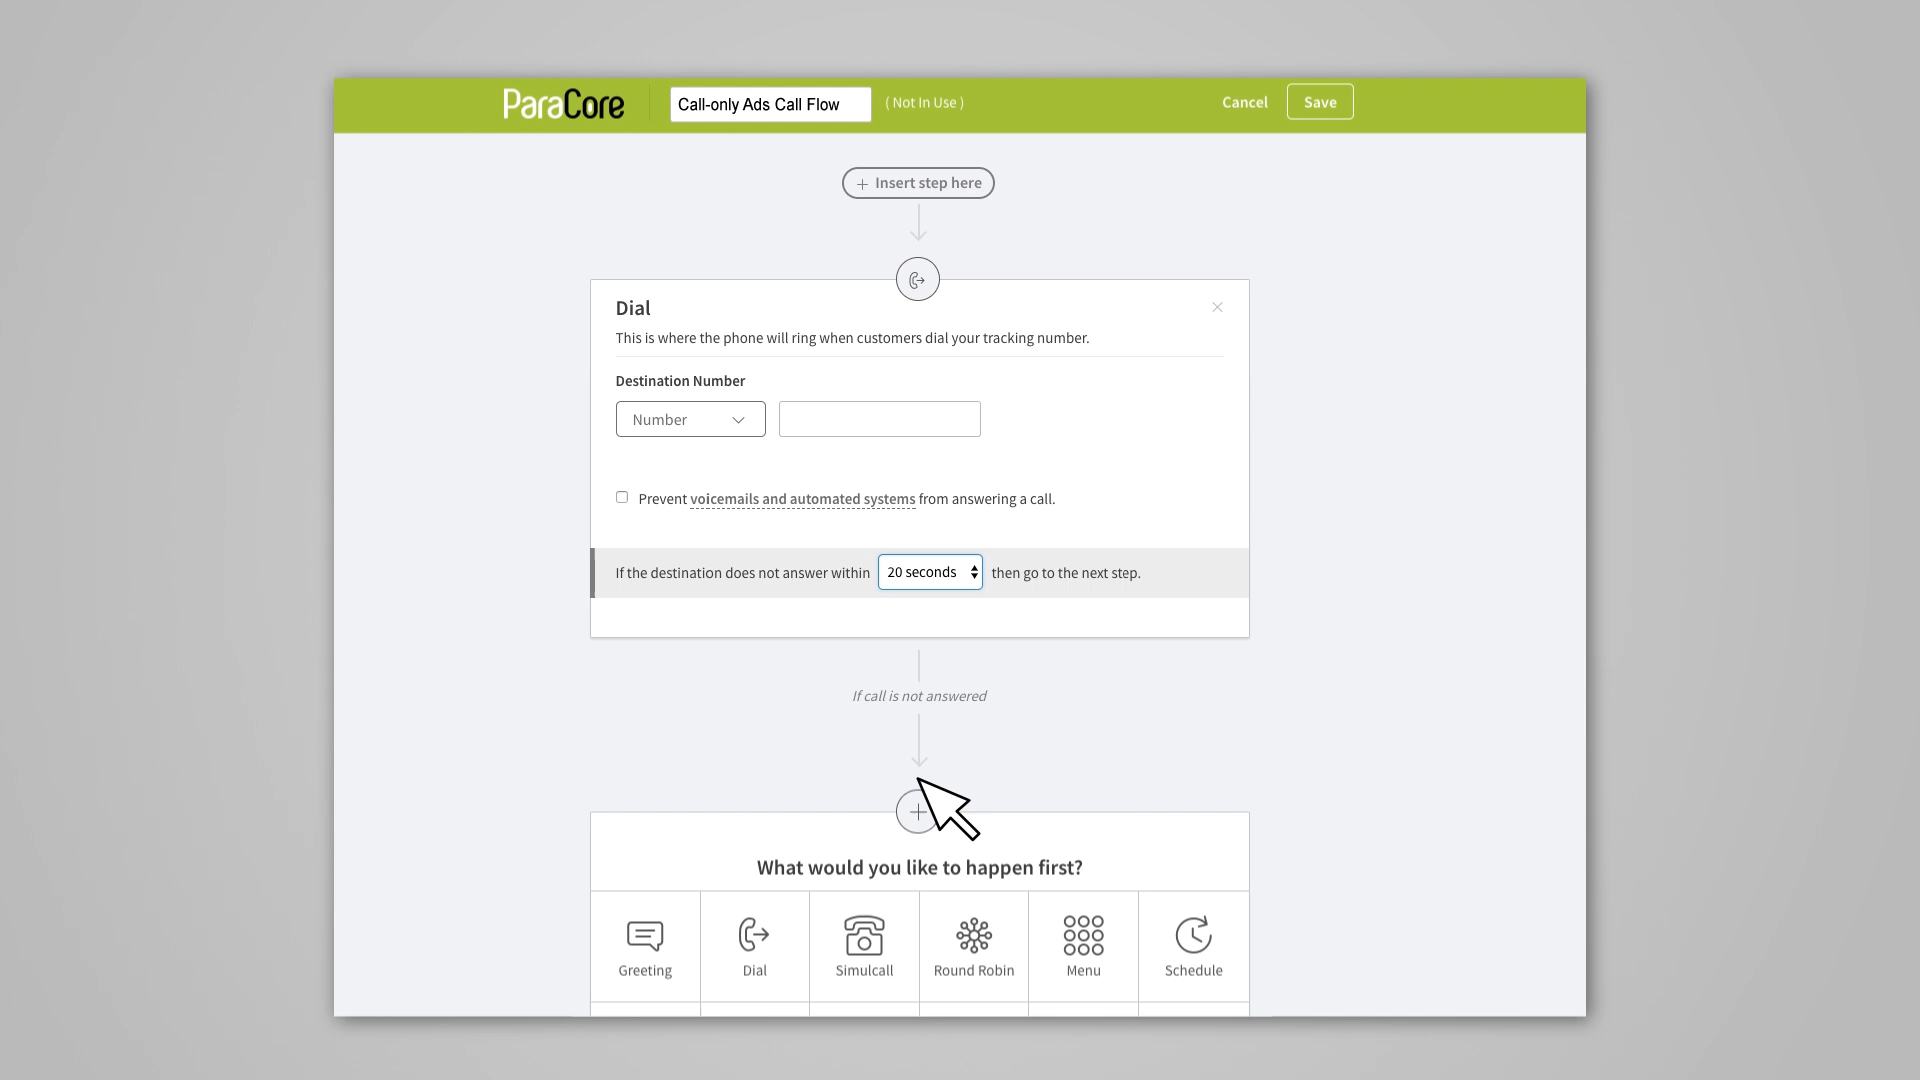 ParaCore
Call-only Ads Call Flow
( Not In Use )
Cancel
Save
+ Insert step here
Dial
This is where the phone will ring when customers dial your tracking number.
Destination Number
Number
Prevent voicemails and automated systems from answering a call.
If the destination does not answer within 20 seconds then go to the next step.
If call is not answered
What would you like to happen first?
Greeting
Dial
Simulcall
Round Robin
Menu
Schedule